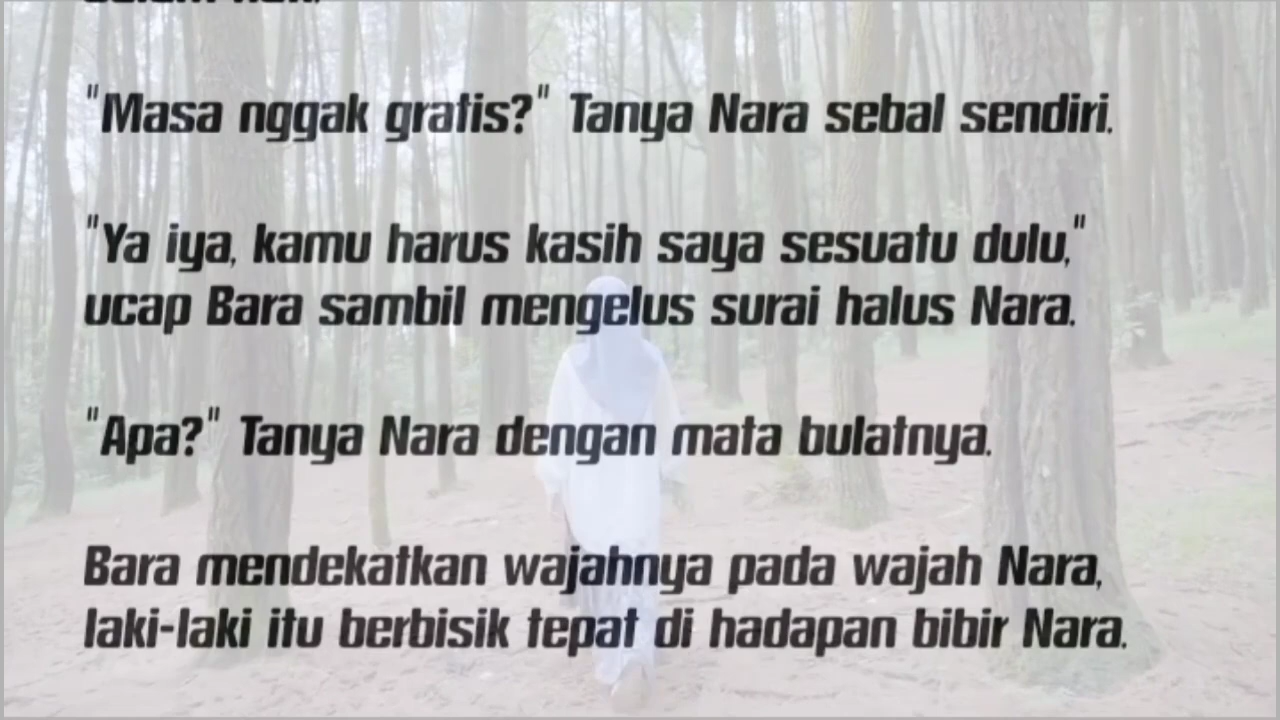 "Masa nggak gratis?" Tanya Nara sebal sendiri.
"Ya iya, kamu harus kasih saya sesuatu dulu,"
ucap Bara sambil mengelus surai halus Nara.
"Apa?" Tanya Nara dengan mata bulatnya.
Bara mendekatkan wajahnya pada wajah Nara,
laki-laki itu berbisik tepat di hadapan bibir Nara.